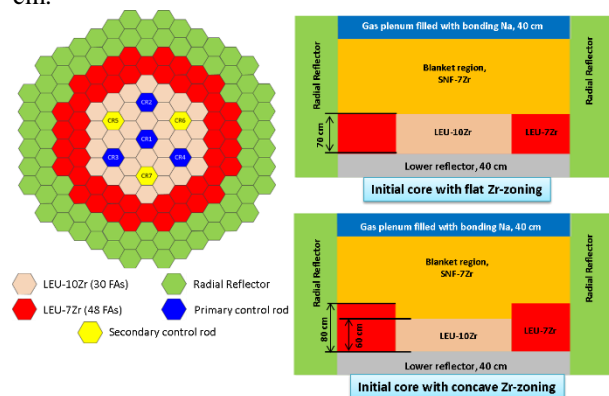 cm.
CR2
CR5
CR6
CR1
CR3
CR4
CR7
LEU-10Zr (30 FAs)
Radial Reflector
LEU-7Zr (48 FAs)
Primary control rod
Secondary control rod
Gas plenum filled with bonding Na, 40 cm
Radial Reflector
Blanket region,
SNF-7Zr
Radial Reflector
70 cm
LEU-10Zr
LEU-7Zr
Lower reflector, 40 cm
Initial core with flat Zr-zoning
Gas plenum filled with bonding Na, 40 cm
Radial Reflector
Blanket region,
SNF-7Zr
Radial Reflector
80 cm
60 cm
LEU-10Zr
LEU-7Zr
Lower reflector, 40 cm
Initial core with concave Zr-zoning